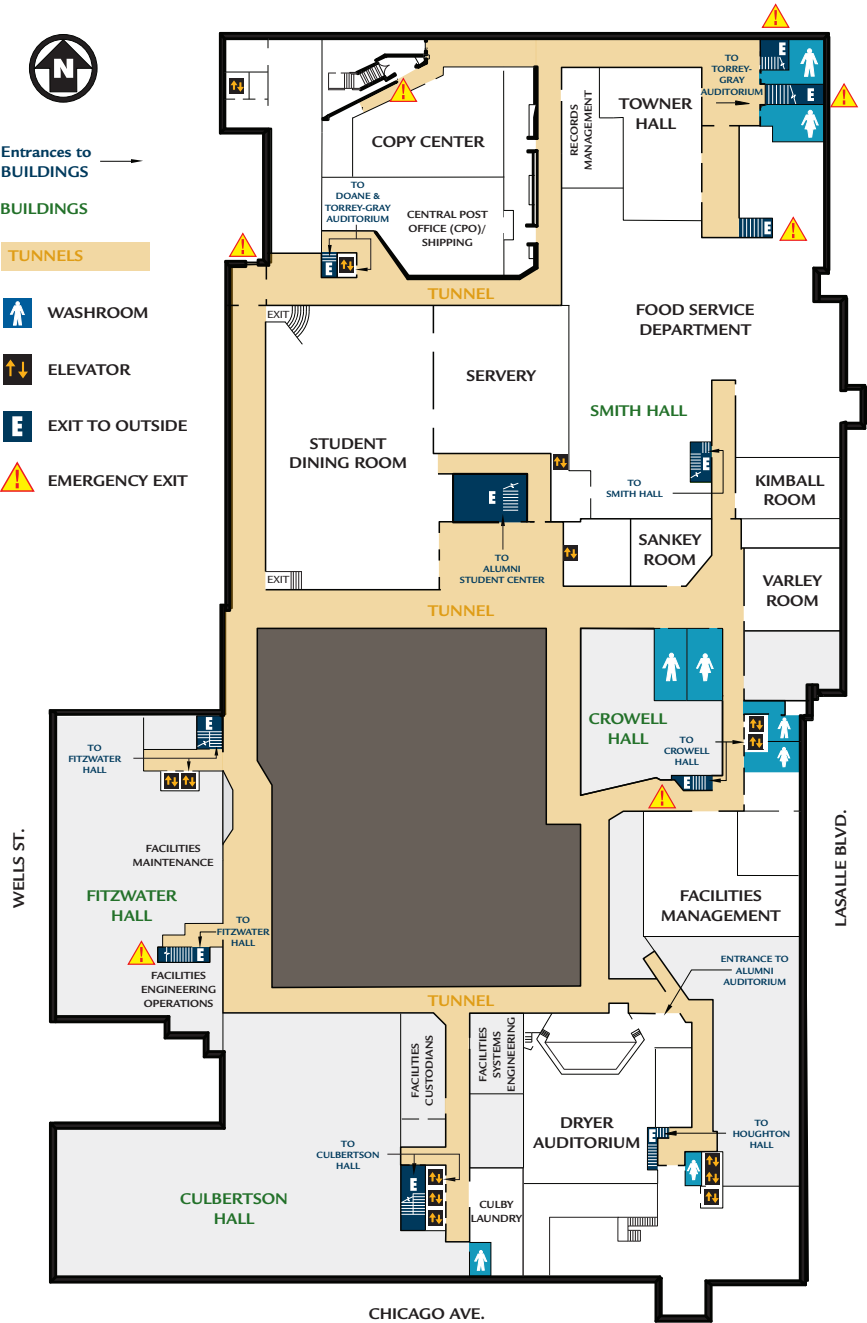 N
Entrances to
BUILDINGS
BUILDINGS
TUNNELS
WASHROOM
ELEVATOR
E
EXIT TO OUTSIDE
!
EMERGENCY EXIT
!
E
TO
TORREY-
GRAY
AUDITORIUM
E
!
!
COPY CENTER
RECORDS
MANAGEMENT
TOWNER
HALL
TO
DOANE &
TORREY-GRAY
AUDITORIUM
CENTRAL POST
OFFICE (CPO)/
SHIPPING
E
!
!
E
TUNNEL
EXIT
FOOD SERVICE
DEPARTMENT
SERVERY
SMITH HALL
STUDENT
DINING ROOM
E
TO
SMITH HALL
KIMBALL
ROOM
E
TO
ALUMNI
STUDENT CENTER
SANKEY
ROOM
EXIT
VARLEY
ROOM
TUNNEL
CROWELL
HALL
TO
CROWELL
HALL
E
!
E
TO
FITZWATER
HALL
FACILITIES
MAINTENANCE
FITZWATER
HALL
TO
FITZWATER
HALL
!
E
FACILITIES
ENGINEERING
OPERATIONS
WELLS ST.
LASALLE BLVD.
FACILITIES
MANAGEMENT
ENTRANCE TO
ALUMNI
AUDITORIUM
TUNNEL
FACILITIES
CUSTODIANS
FACILITIES
SYSTEMS
ENGINEERING
DRYER
AUDITORIUM
E
TO
HOUGHTON
HALL
TO
CULBERTSON
HALL
E
CULBERTSON
HALL
CULBY
LAUNDRY
CHICAGO AVE.